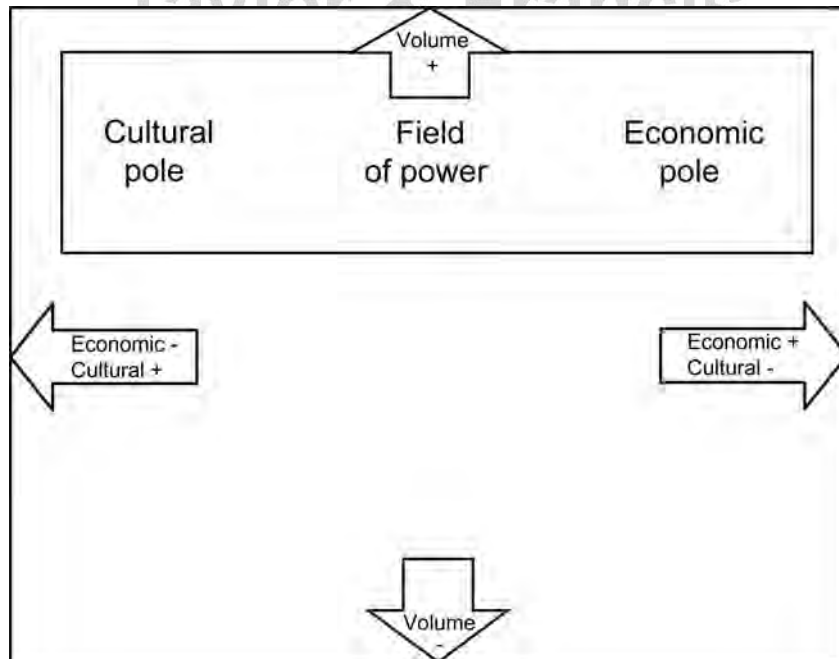 Volume
+
Cultural
pole
Field
of power
Economic
pole
Economic -
Cultural +
Economic +
Cultural -
Volume
-